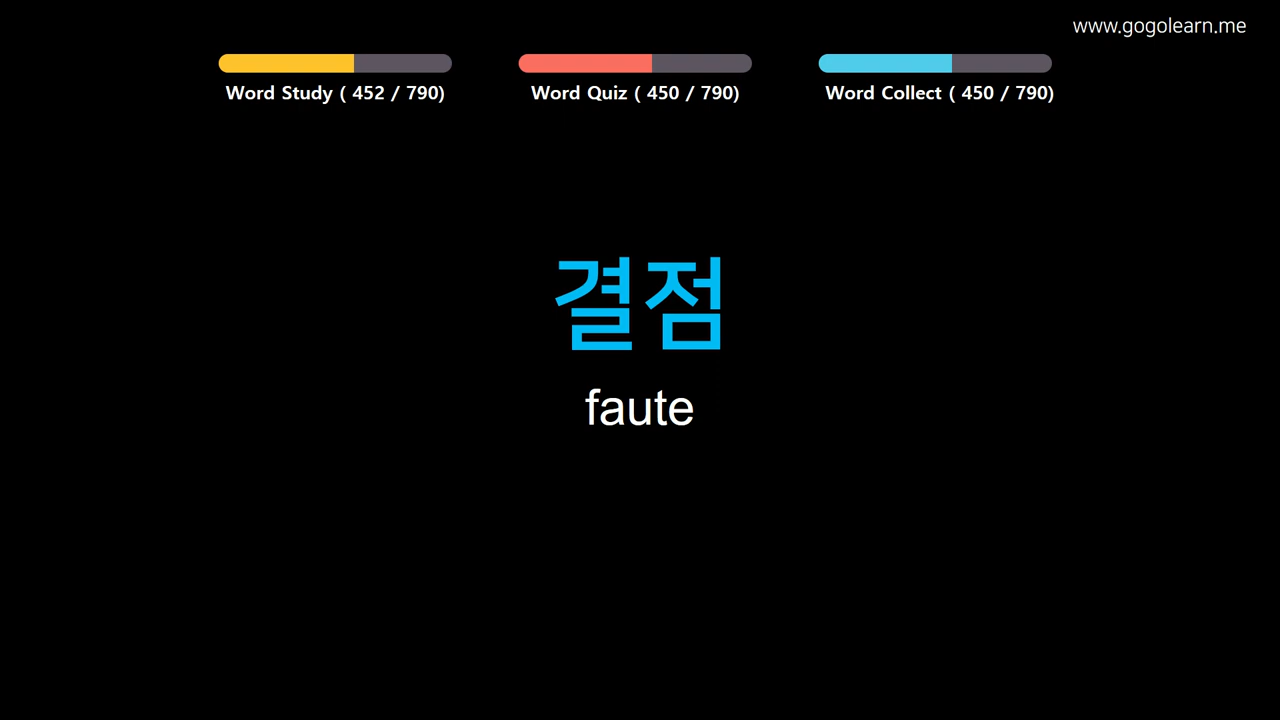 www.gogolearn.me
Word Study ( 452 / 790)
Word Quiz ( 450 / 790)
Word Collect ( 450 / 790)
결점
faute